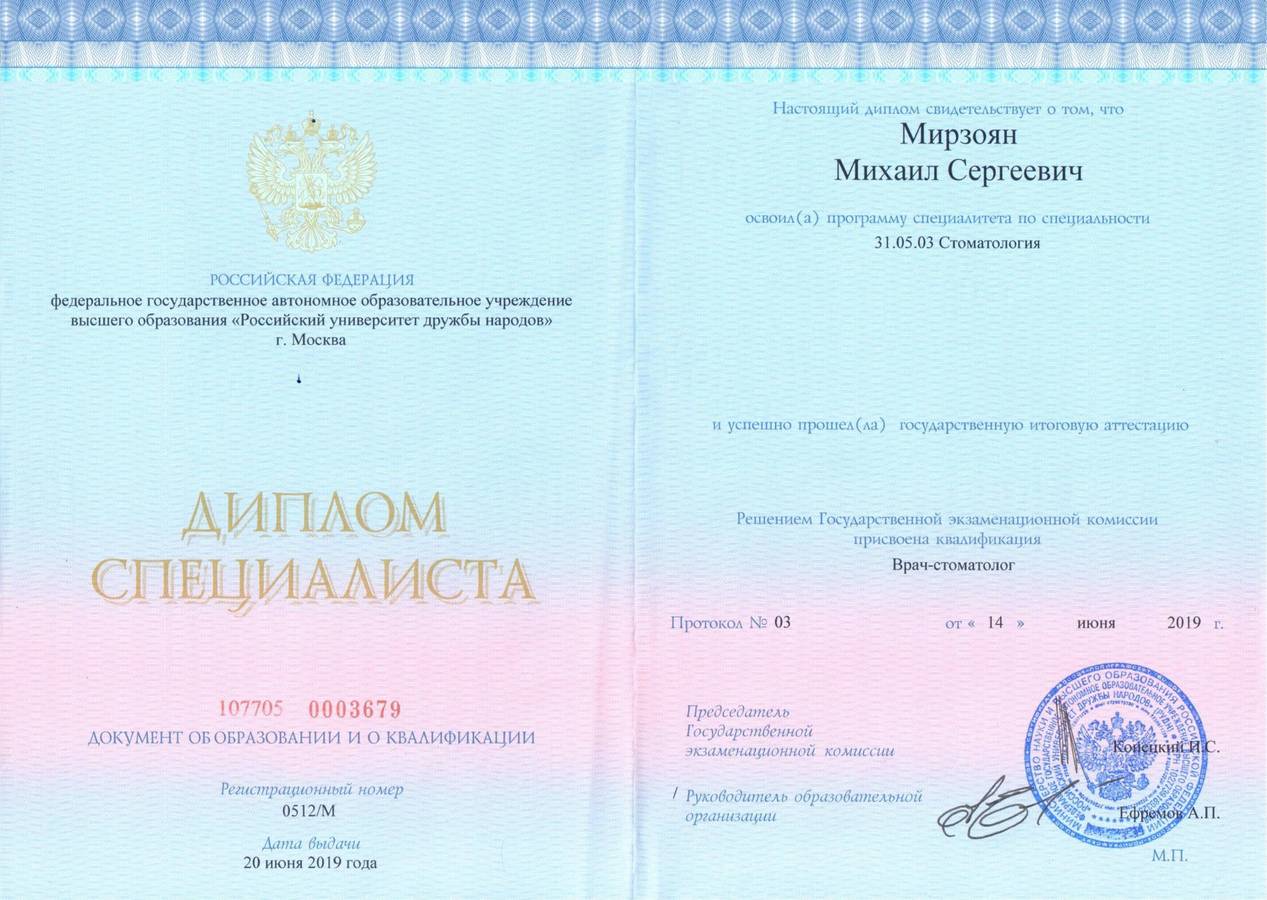 РОССИЙСКАЯ ФЕДЕРАЦИЯ
федеральное государственное автономное образовательное учреждение
высшего образования «Российский университет дружбы народов»
г. Москва
ДИПЛОМ
СПЕЦИАЛИСТА
107705 0003679
ДОКУМЕНТ ОБ ОБРАЗОВАНИИ И О КВАЛИФИКАЦИИ
Регистрационный номер
0512/М
Дата выдачи
20 июня 2019 года
Настоящий диплом свидетельствует о том, что
Мирзоян
Михаил Сергеевич
освоил(а) программу специалитета по специальности
31.05.03 Стоматология
и успешно прошел(ла) государственную итоговую аттестацию
Решением Государственной экзаменационной комиссии
присвоена квалификация
Врач-стоматолог
Протокол № 03 от « 14 » июня 2019 г.
Председатель
Государственной
экзаменационной комиссии
Конецкий И.С.
/ Руководитель образовательной
организации
Ефремов А.П.
М.П.